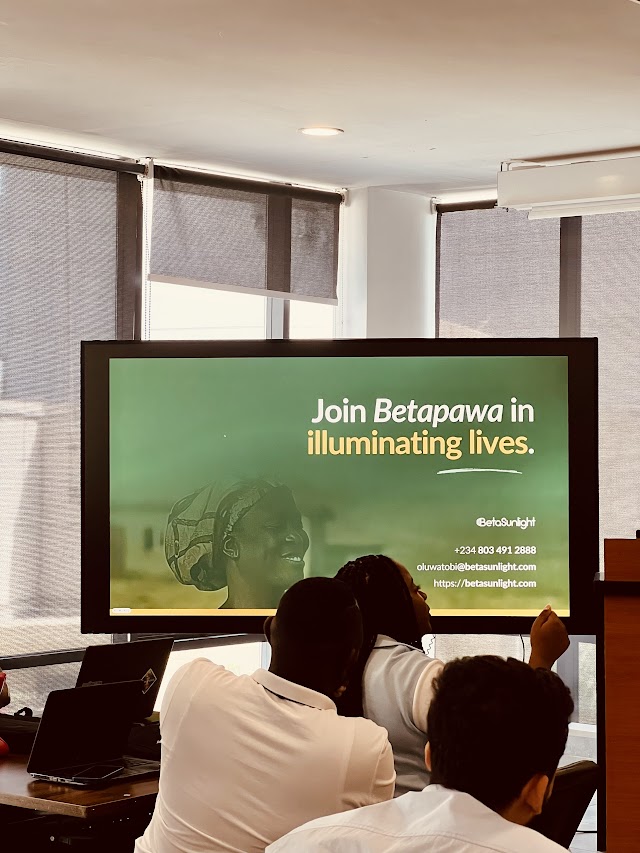 Join Betapawa in
illuminating lives.
BetaSunlight
+234 803 491 2888
oluwatobi@betasunlight.com
https://betasunlight.com